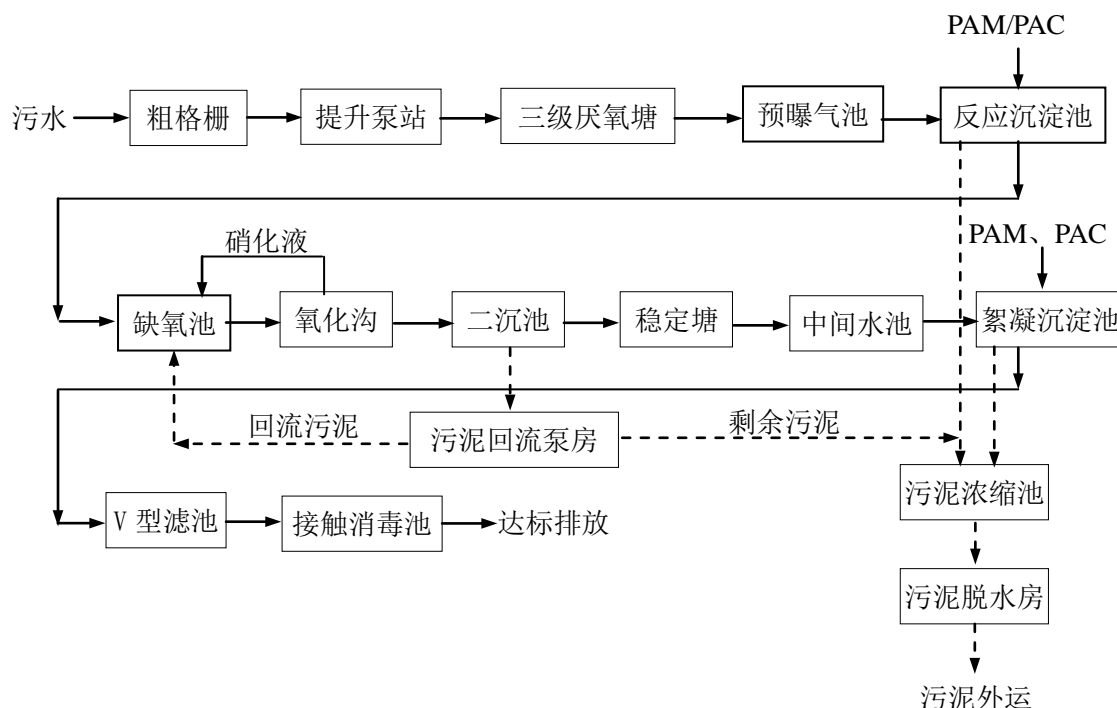 PAM/PAC
污水
粗格栅
提升泵站
三级厌氧塘
预曝气池
反应沉淀池
硝化液
PAM、PAC
缺氧池
氧化沟
二沉池
稳定塘
中间水池
絮凝沉淀池
回流污泥
污泥回流泵房
剩余污泥
污泥浓缩池
V型滤池
接触消毒池
达标排放
污泥脱水房
污泥外运